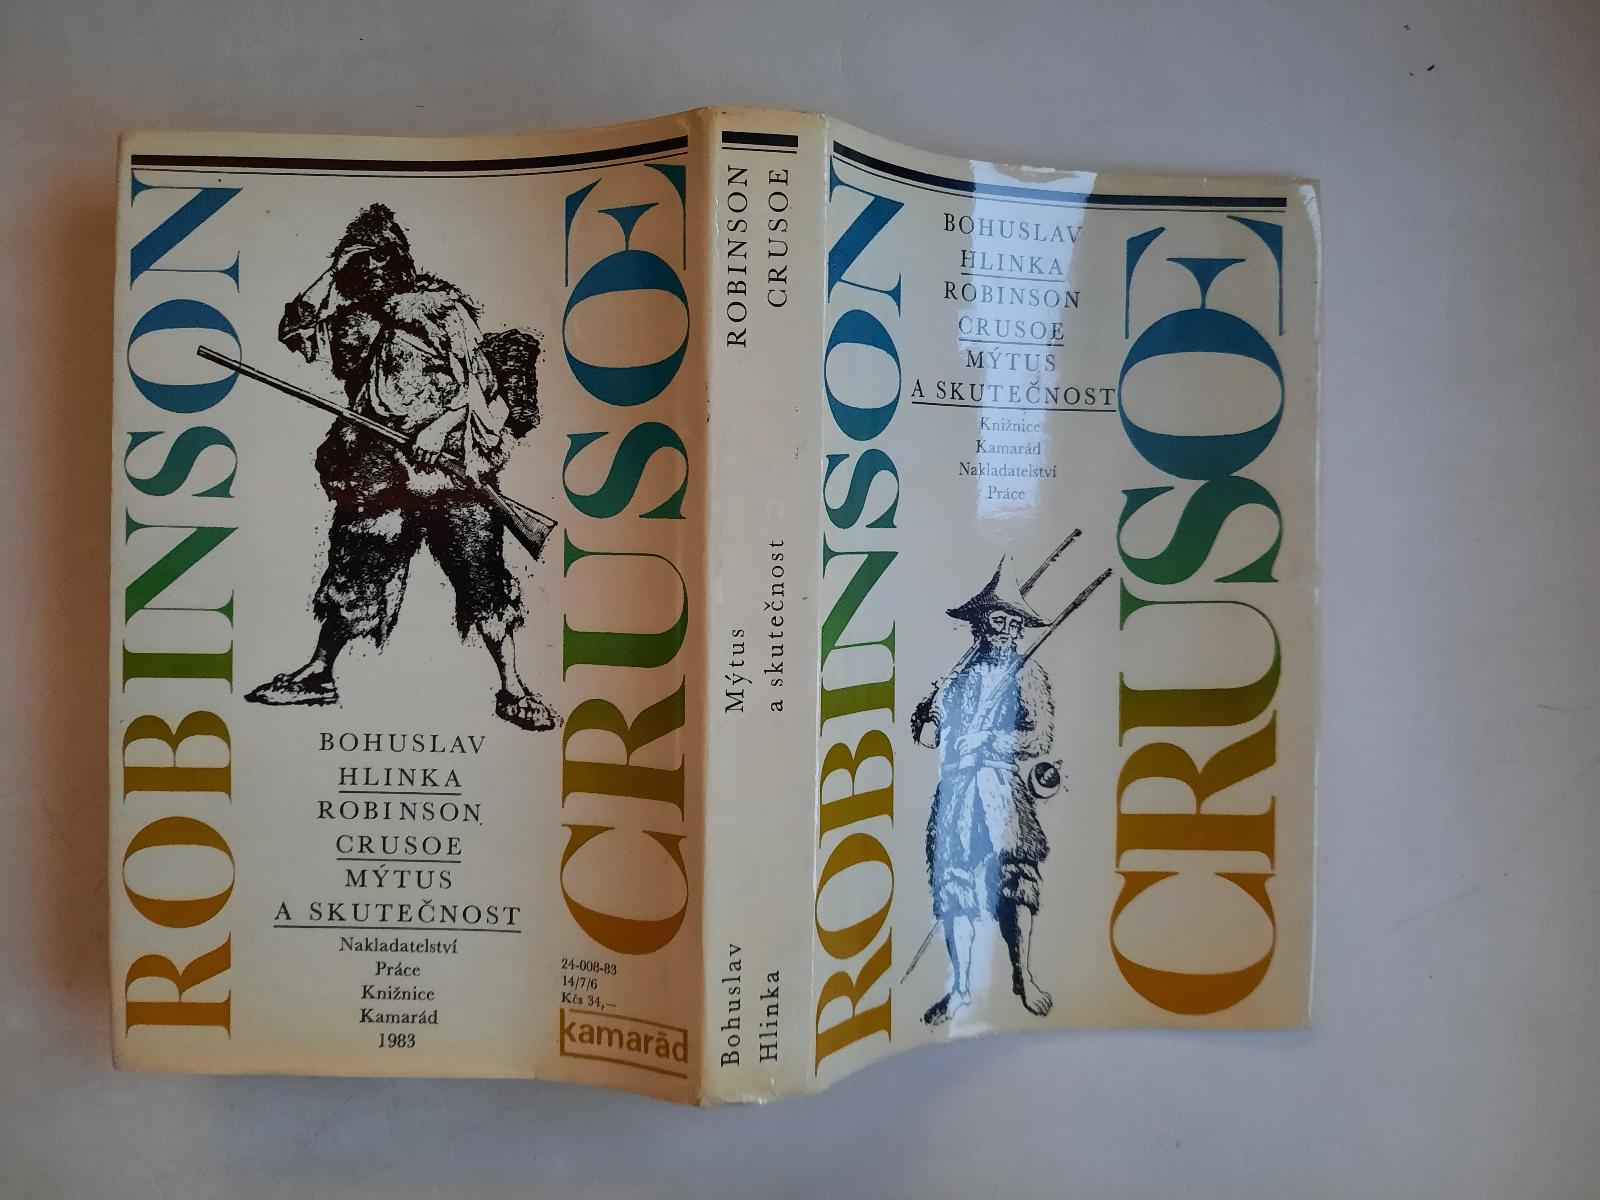 ROBINSON
CRUSOE
BOHUSLAV
HLINKA
ROBINSON
CRUSOE
MÝTUS
A SKUTEČNOST
Nakladatelství
Práce
Knižnice
Kamarád
1983
24-008-83
14/7/6
Kčs 34,—
kamarád
ROBINSON
CRUSOE
Mýtus
a skutečnost
Bohuslav
Hlinka
ROBINSON
CRUSOE
BOHUSLAV
HLINKA
ROBINSON
CRUSOE
MÝTUS
A SKUTEČNOST
Knižnice
Kamarád
Nakladatelství
Práce